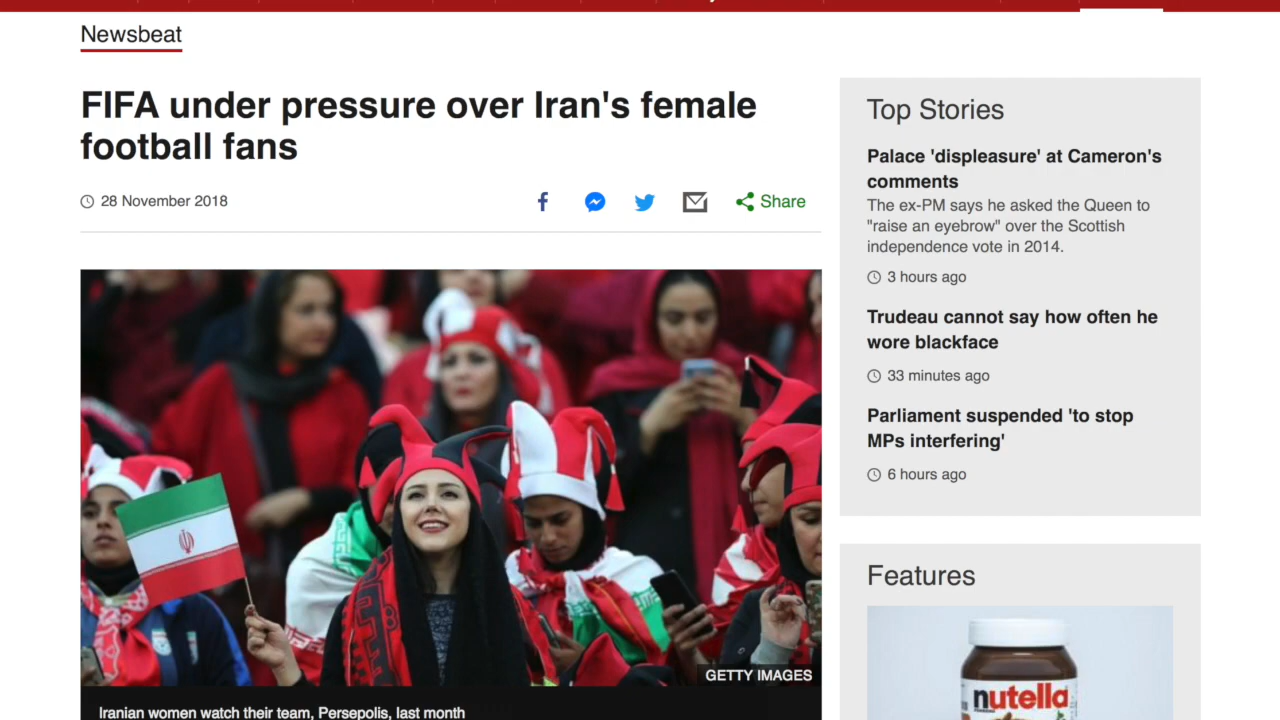 Newsbeat
FIFA under pressure over Iran's female
football fans
28 November 2018
Share
GETTY IMAGES
Iranian women watch their team, Persepolis, last month
Top Stories
Palace 'displeasure' at Cameron's
comments
The ex-PM says he asked the Queen to
"raise an eyebrow" over the Scottish
independence vote in 2014.
3 hours ago
Trudeau cannot say how often he
wore blackface
33 minutes ago
Parliament suspended 'to stop
MPs interfering'
6 hours ago
Features
nutella